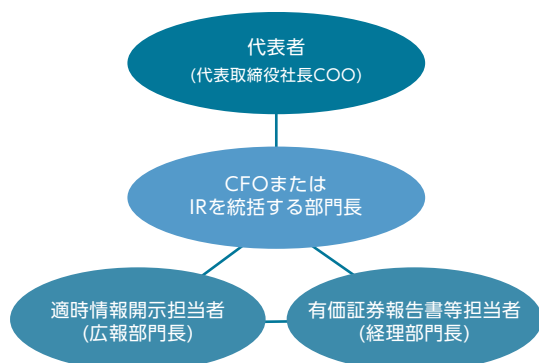 代表者
(代表取締役社長COO)
CFOまたは
IRを統括する部門長
適時情報開示担当者
(広報部門長)
有価証券報告書等担当者
(経理部門長)